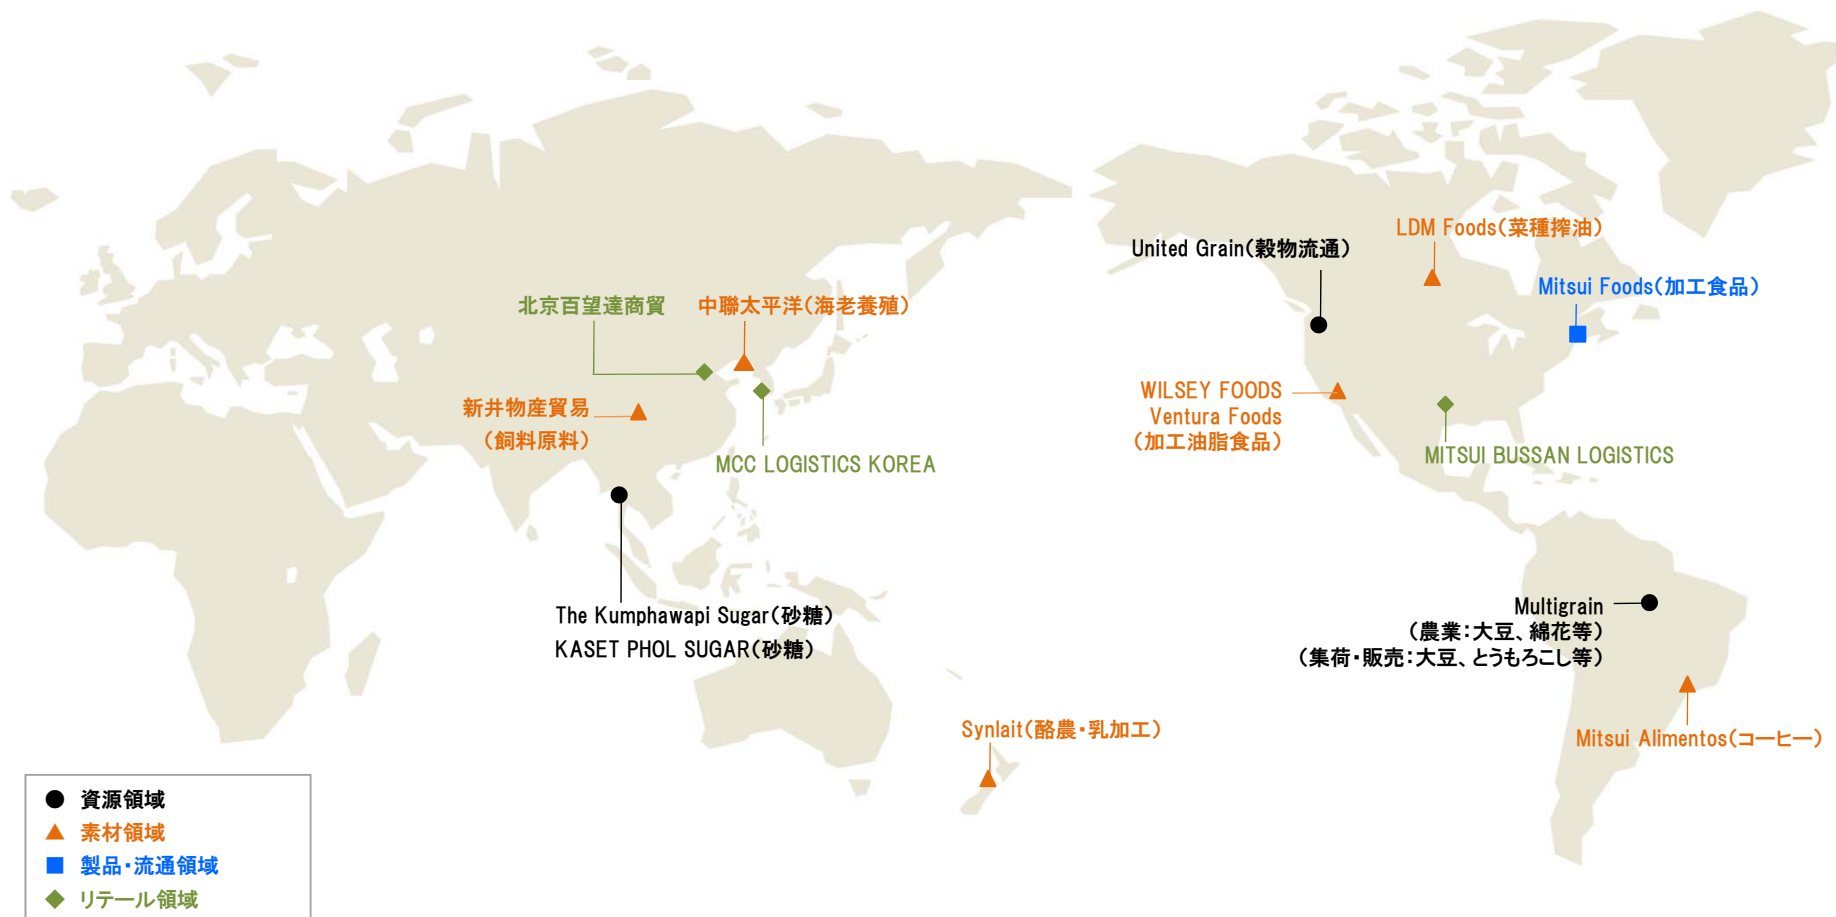 LDM Foods(菜種搾油)
United Grain(穀物流通)
Mitsui Foods(加工食品)
北京百望達商貿
中聯太平洋(海老養殖)
WILSEY FOODS
Ventura Foods
(加工油脂食品)
新井物産貿易
(飼料原料)
MCC LOGISTICS KOREA
MITSUI BUSSAN LOGISTICS
The Kumphawapi Sugar(砂糖)
KASET PHOL SUGAR(砂糖)
Multigrain
(農業:大豆、綿花等)
(集荷・販売:大豆、とうもろこし等)
Synlait(酪農・乳加工)
Mitsui Alimentos(コーヒー)
資源領域
素材領域
製品・流通領域
リテール領域